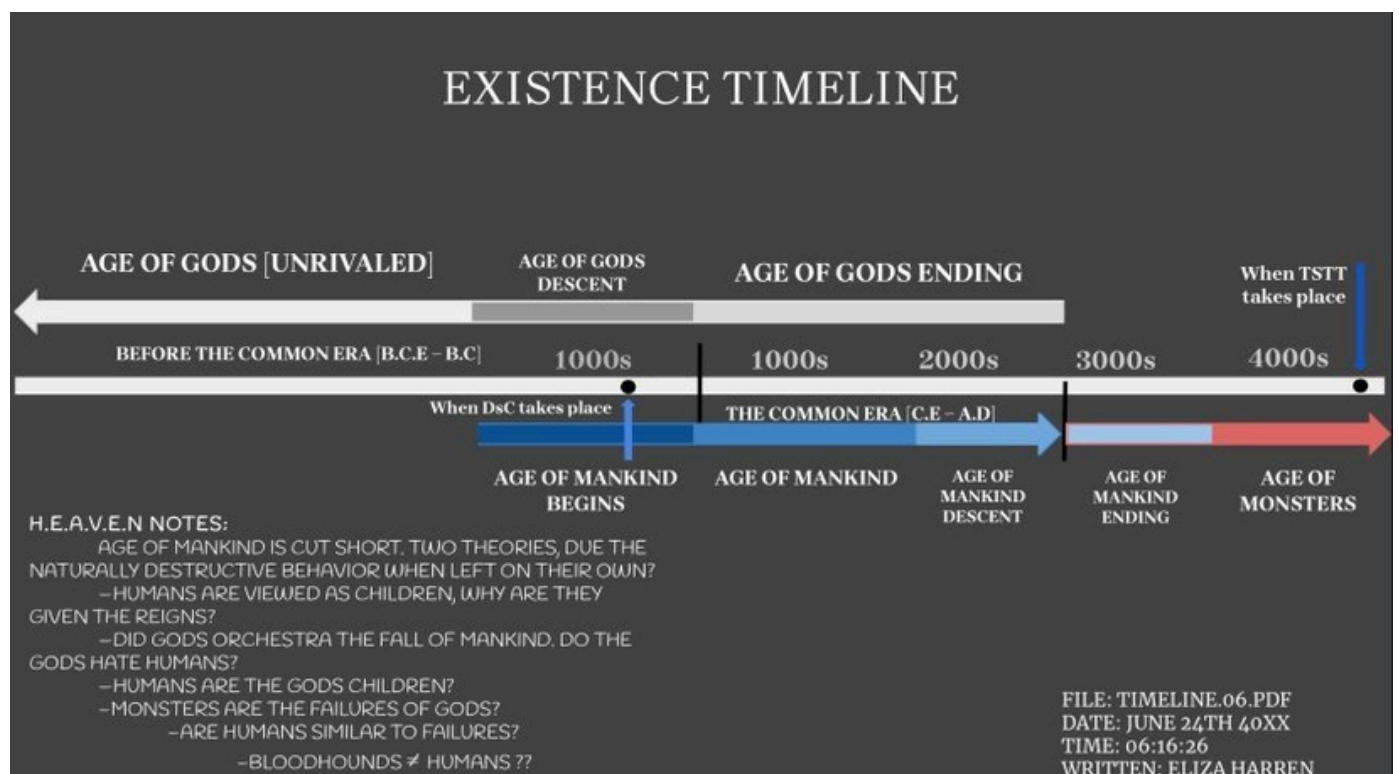 EXISTENCE TIMELINE
AGE OF GODS [UNRIVALED]
AGE OF GODS
DESCENT
AGE OF GODS ENDING
When TSTT
takes place
BEFORE THE COMMON ERA [B.C.E – B.C]
1000s
1000s
2000s
3000s
4000s
When DsC takes place
THE COMMON ERA [C.E – A.D]
AGE OF MANKIND
BEGINS
AGE OF MANKIND
AGE OF
MANKIND
DESCENT
AGE OF
MANKIND
ENDING
AGE OF
MONSTERS
H.E.A.V.E.N NOTES:
AGE OF MANKIND IS CUT SHORT. TWO THEORIES, DUE THE
NATURALLY DESTRUCTIVE BEHAVIOR WHEN LEFT ON THEIR OWN?
–HUMANS ARE VIEWED AS CHILDREN, WHY ARE THEY
GIVEN THE REIGNS?
–DID GODS ORCHESTRA THE FALL OF MANKIND. DO THE
GODS HATE HUMANS?
–HUMANS ARE THE GODS CHILDREN?
–MONSTERS ARE THE FAILURES OF GODS?
–ARE HUMANS SIMILAR TO FAILURES?
–BLOODHOUNDS ≠ HUMANS ??
FILE: TIMELINE.06.PDF
DATE: JUNE 24TH 40XX
TIME: 06:16:26
WRITTEN: ELIZA HARREN